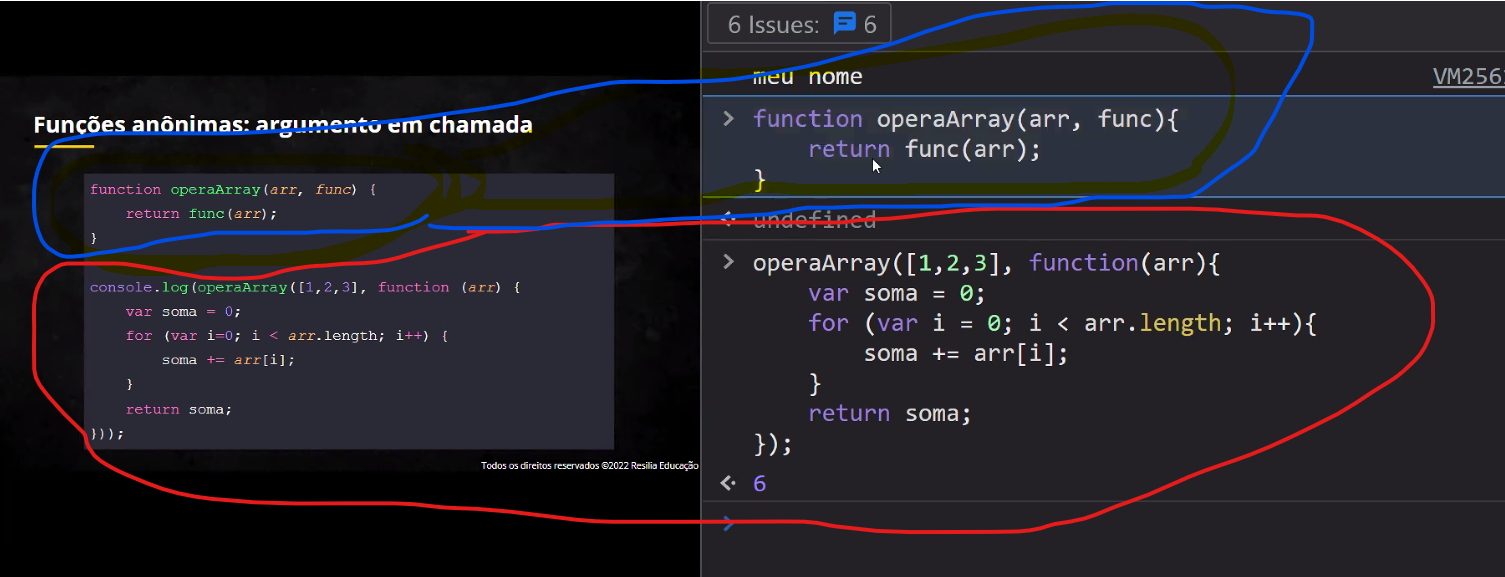 Funções anônimas: argumento em chamada
function operaArray(arr, func) {
    return func(arr);
}
console.log(operaArray([1,2,3], function (arr) {
    var soma = 0;
    for (var i=0; i < arr.length; i++) {
        soma += arr[i];
    }
    return soma;
}));
Todos os direitos reservados ©2022 Resilia Educação
6 Issues: 6
meu nome
function operaArray(arr, func){
    return func(arr);
}
undefined
operaArray([1,2,3], function(arr){
    var soma = 0;
    for (var i = 0; i < arr.length; i++){
        soma += arr[i];
    }
    return soma;
});
6